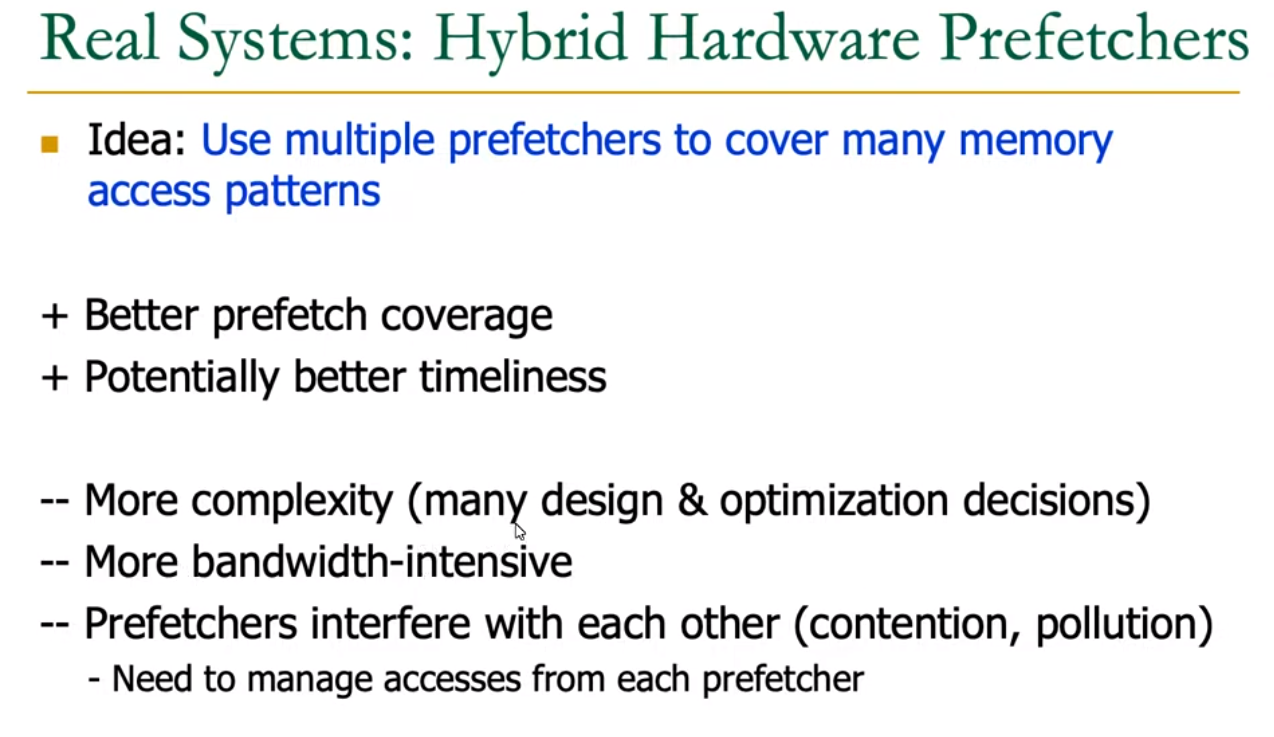 Real Systems: Hybrid Hardware Prefetchers
Idea: Use multiple prefetchers to cover many memory
access patterns
+ Better prefetch coverage
+ Potentially better timeliness
-- More complexity (many design & optimization decisions)
-- More bandwidth-intensive
-- Prefetchers interfere with each other (contention, pollution)
- Need to manage accesses from each prefetcher